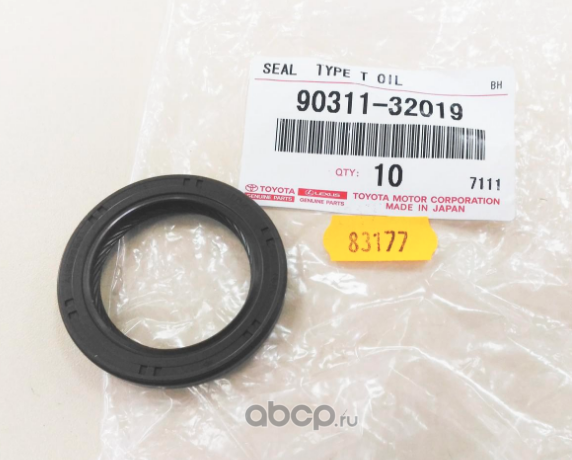 SEAL TYPE T OIL
BH
90311-32019
QTY: 10
7111
TOYOTA
GENUINE PARTS
LEXUS
GENUINE PARTS
TOYOTA MOTOR CORPORATION
MADE IN JAPAN
83177
abcp.ru